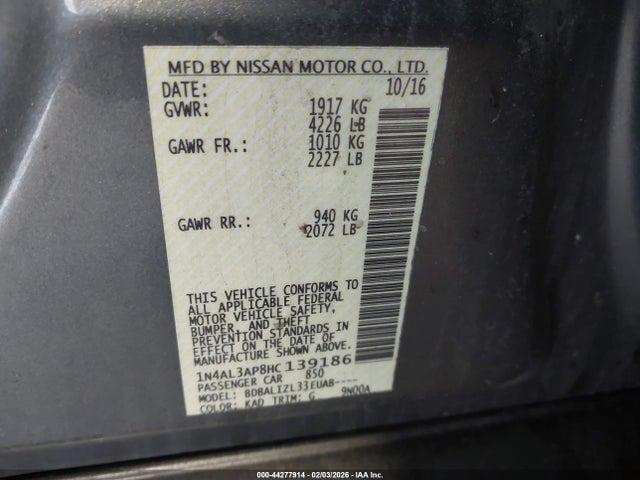 MFD BY NISSAN MOTOR CO., LTD.
DATE: 10/16
GVWR: 1917 KG
4226 LB
GAWR FR.: 1010 KG
2227 LB
GAWR RR.: 940 KG
2072 LB
THIS VEHICLE CONFORMS TO
ALL APPLICABLE FEDERAL
MOTOR VEHICLE SAFETY,
BUMPER, AND THEFT
PREVENTION STANDARDS IN
EFFECT ON THE DATE OF
MANUFACTURE SHOWN ABOVE.
1N4AL3AP8HC 139186
PASSENGER CAR 850
MODEL: BDBALIZL33EUAB----
COLOR: KAD TRIM: G 9N00A
000-44277914 - 02/03/2026 - IAA Inc.